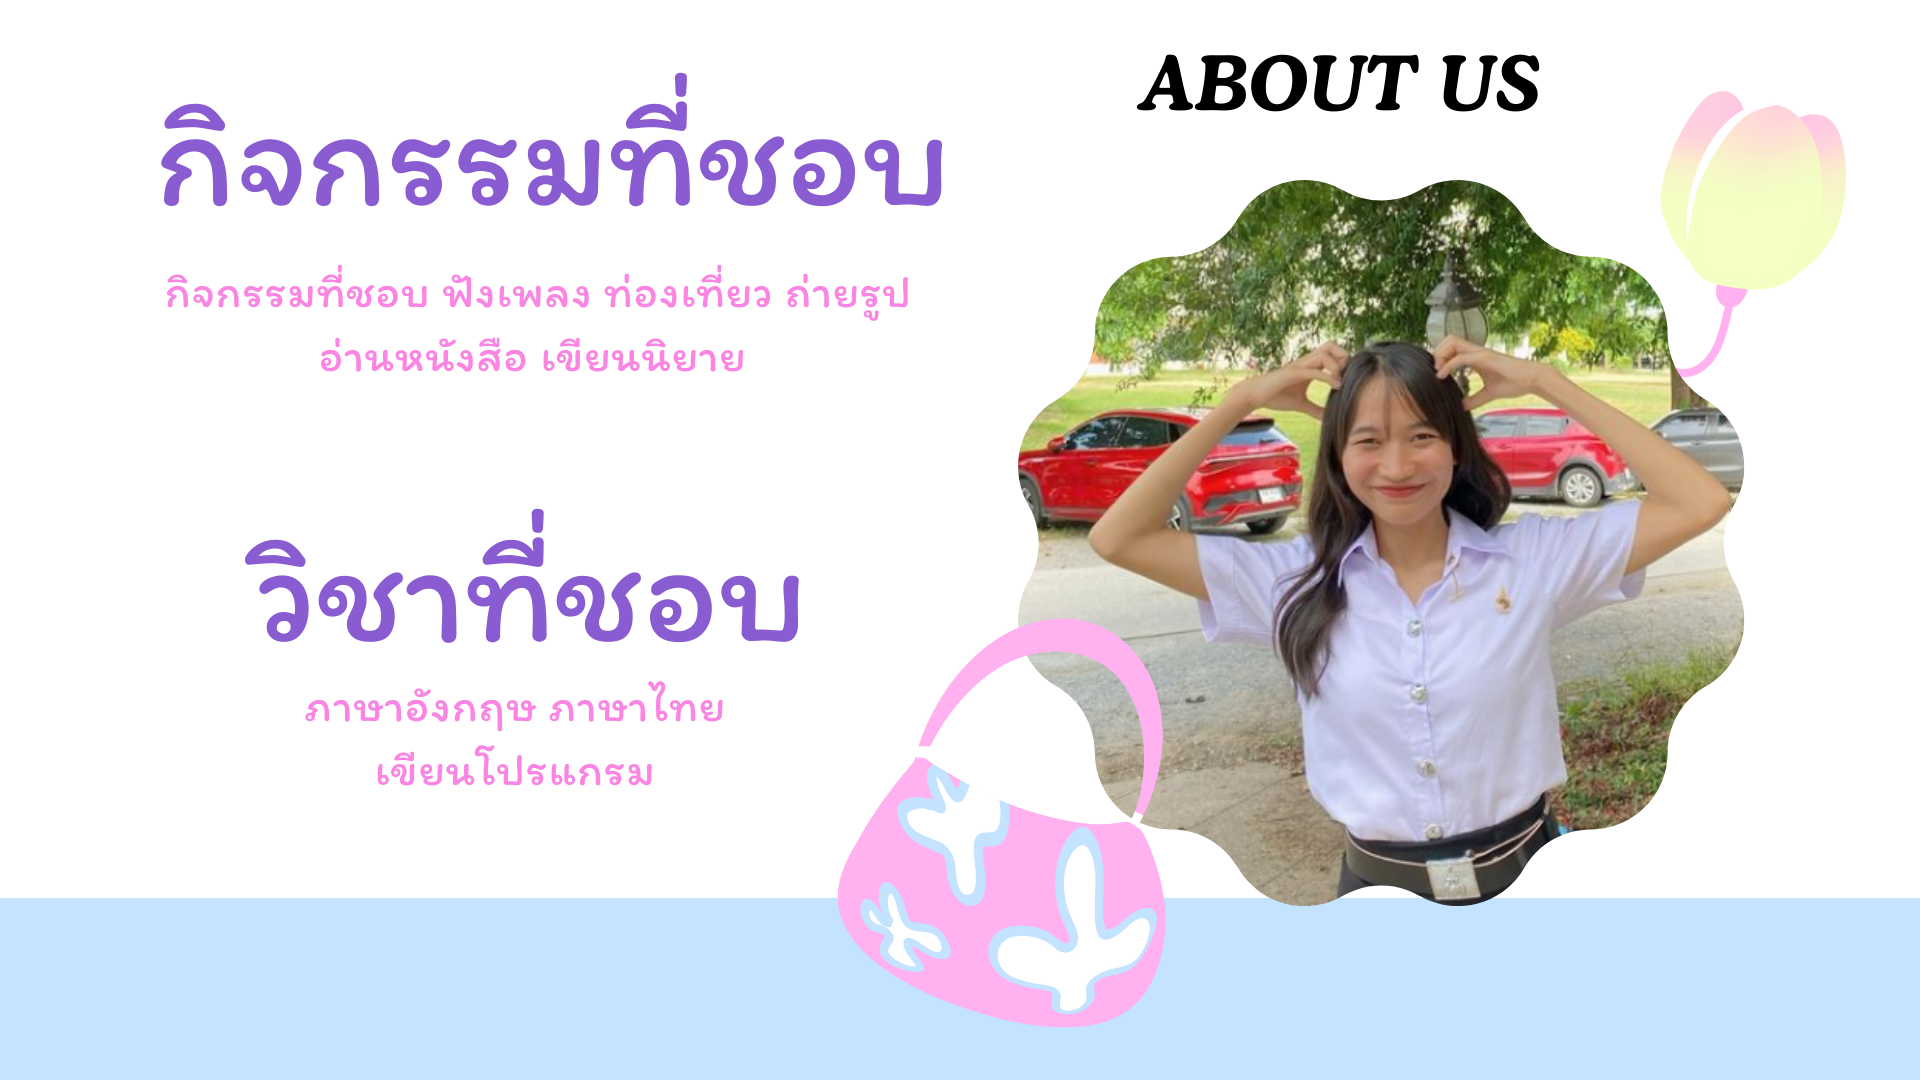 ABOUT US
กิจกรรมที่ชอบ
กิจกรรมที่ชอบ ฟังเพลง ท่องเที่ยว ถ่ายรูป
อ่านหนังสือ เขียนนิยาย
วิชาที่ชอบ
ภาษาอังกฤษ ภาษาไทย
เขียนโปรแกรม